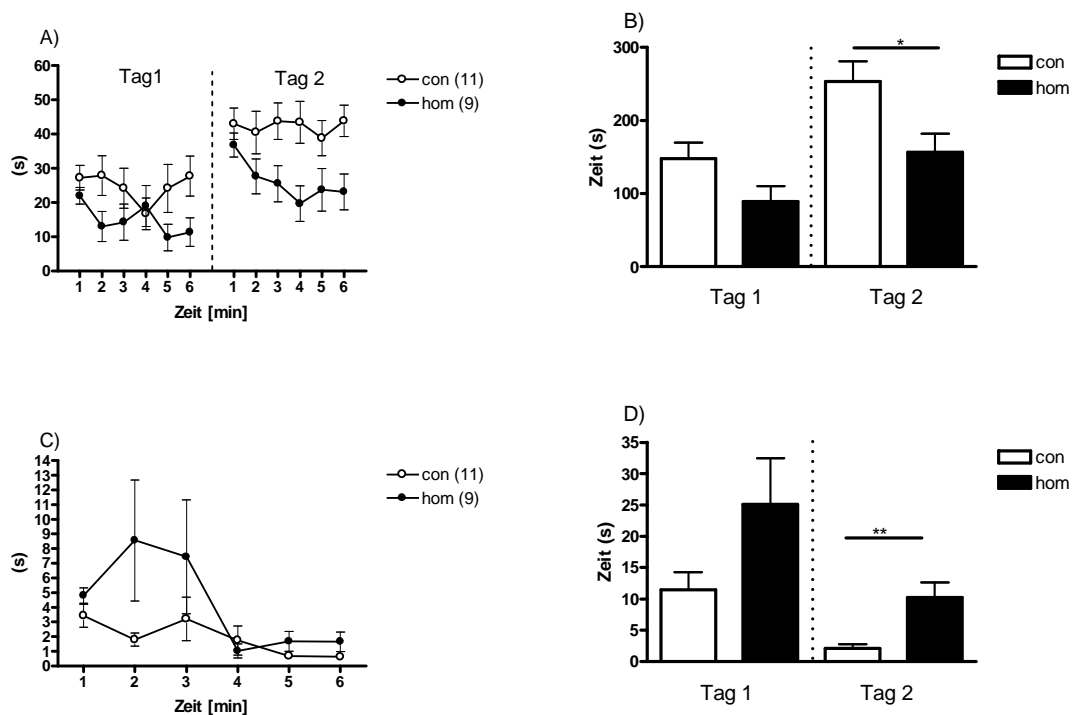 A)
Tag1
Tag 2
con (11)
hom (9)
60
50
40
30
20
10
0
(s)
1 2 3 4 5 6 1 2 3 4 5 6
Zeit [min]
B)
*
con
hom
300
200
100
0
Zeit (s)
Tag 1 Tag 2
C)
con (11)
hom (9)
14
13
12
11
10
9
8
7
6
5
4
3
2
1
0
(s)
1 2 3 4 5 6
Zeit [min]
D)
**
con
hom
35
30
25
20
15
10
5
0
Zeit (s)
Tag 1 Tag 2